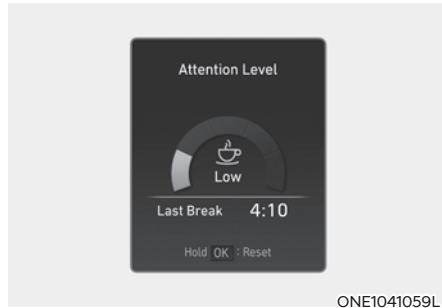 Attention Level
Low
Last Break 4:10
Hold OK : Reset
ONE1041059L